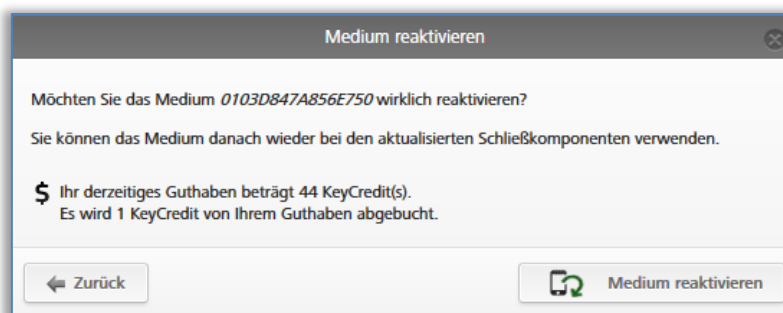 Medium reaktivieren
Möchten Sie das Medium 0103D847A856E750 wirklich reaktivieren?
Sie können das Medium danach wieder bei den aktualisierten Schließkomponenten verwenden.
$ Ihr derzeitiges Guthaben beträgt 44 KeyCredit(s).
Es wird 1 KeyCredit von Ihrem Guthaben abgebucht.
Zurück
Medium reaktivieren